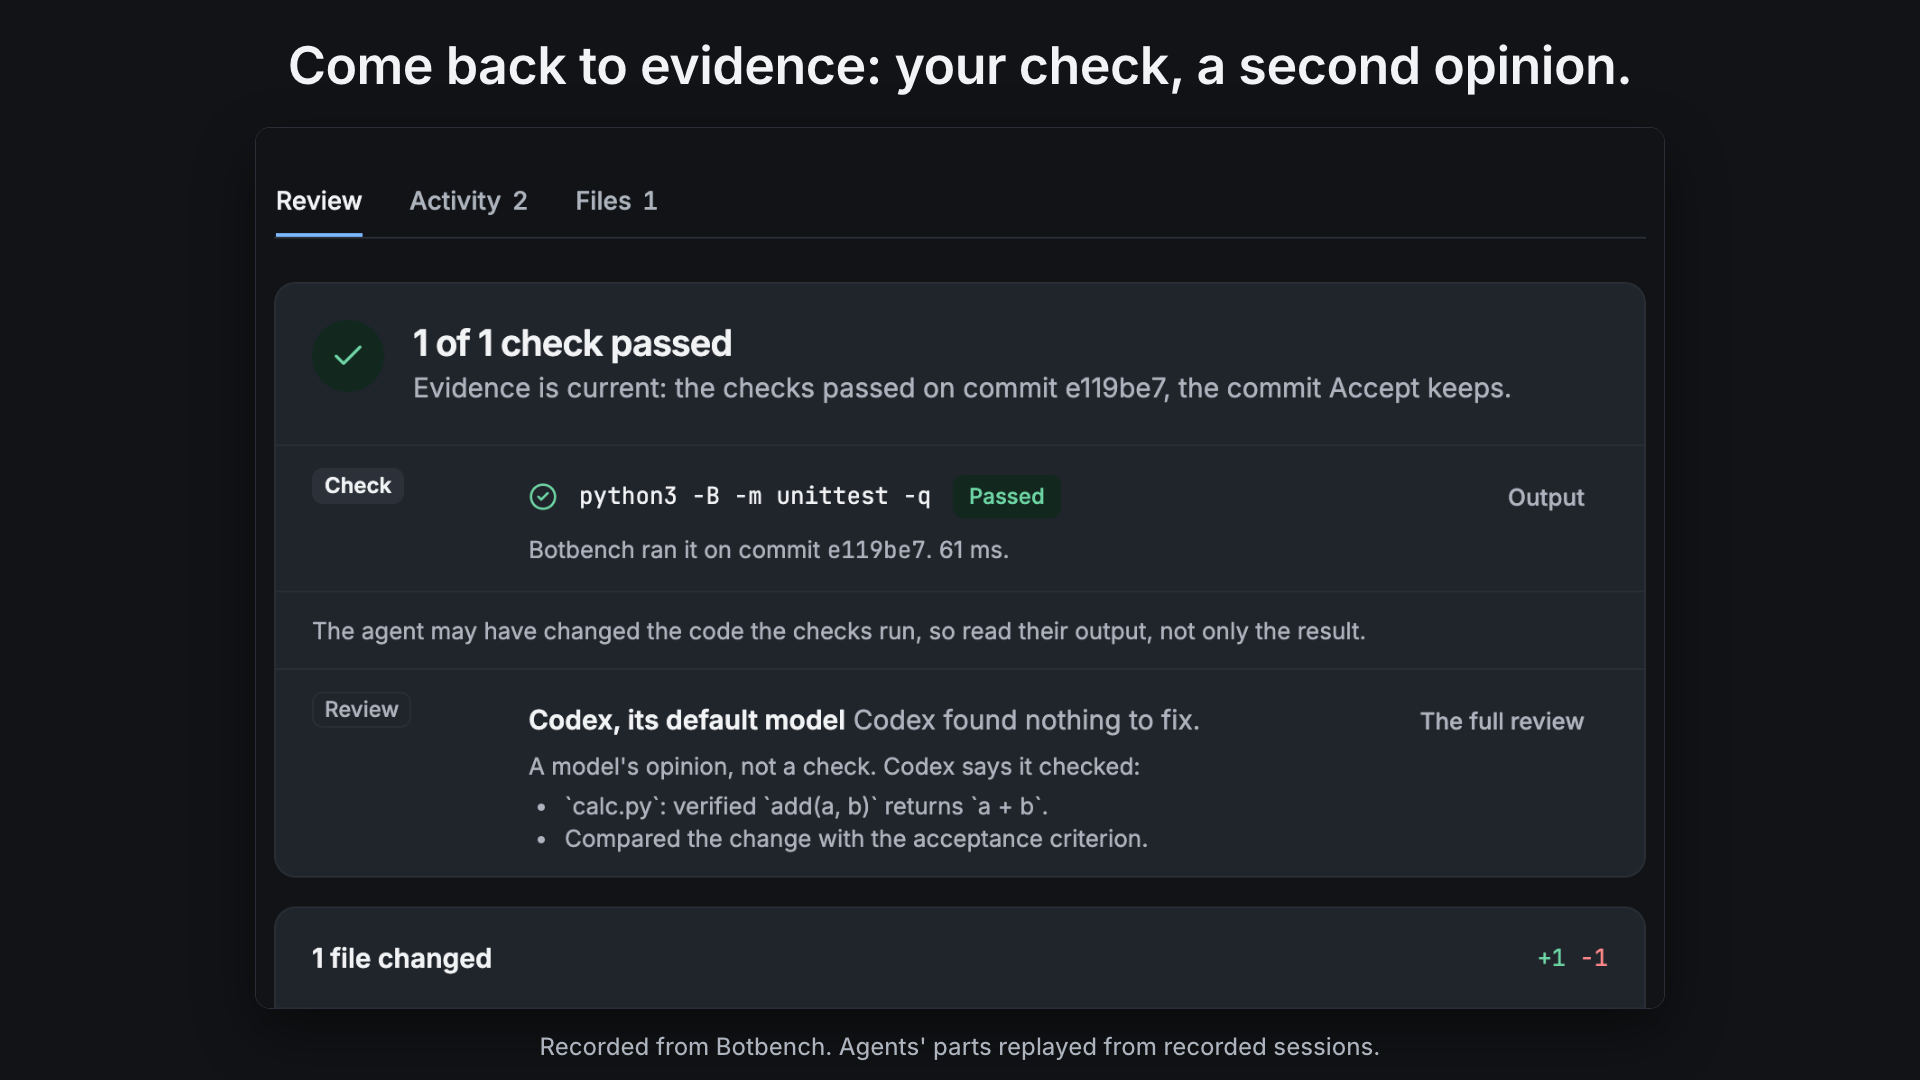 Come back to evidence: your check, a second opinion.
Review Activity 2 Files 1
1 of 1 check passed
Evidence is current: the checks passed on commit e119be7, the commit Accept keeps.
Check python3 -B -m unittest -q Passed Output
Botbench ran it on commit e119be7. 61 ms.
The agent may have changed the code the checks run, so read their output, not only the result.
Review Codex, its default model Codex found nothing to fix. The full review
A model's opinion, not a check. Codex says it checked:
• `calc.py`: verified `add(a, b)` returns `a + b`.
• Compared the change with the acceptance criterion.
1 file changed +1 -1
Recorded from Botbench. Agents' parts replayed from recorded sessions.